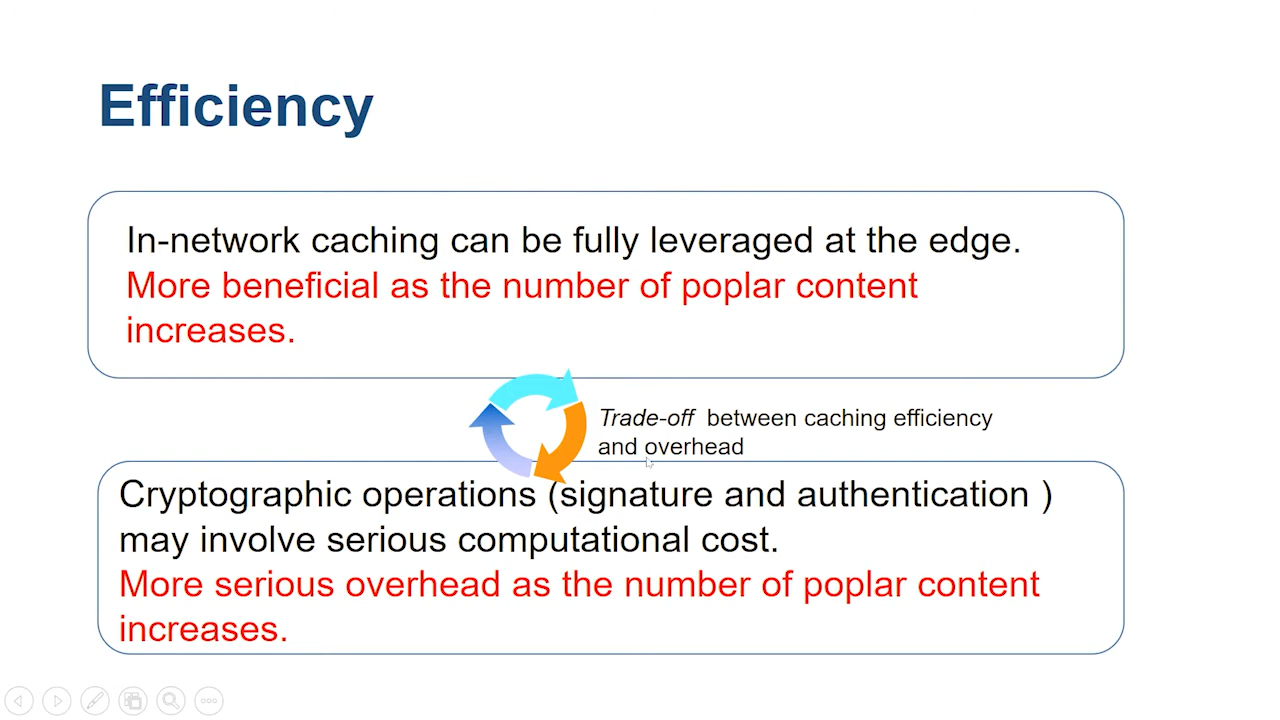 Efficiency
In-network caching can be fully leveraged at the edge.
More beneficial as the number of poplar content
increases.
Trade-off between caching efficiency
and overhead
Cryptographic operations (signature and authentication )
may involve serious computational cost.
More serious overhead as the number of poplar content
increases.